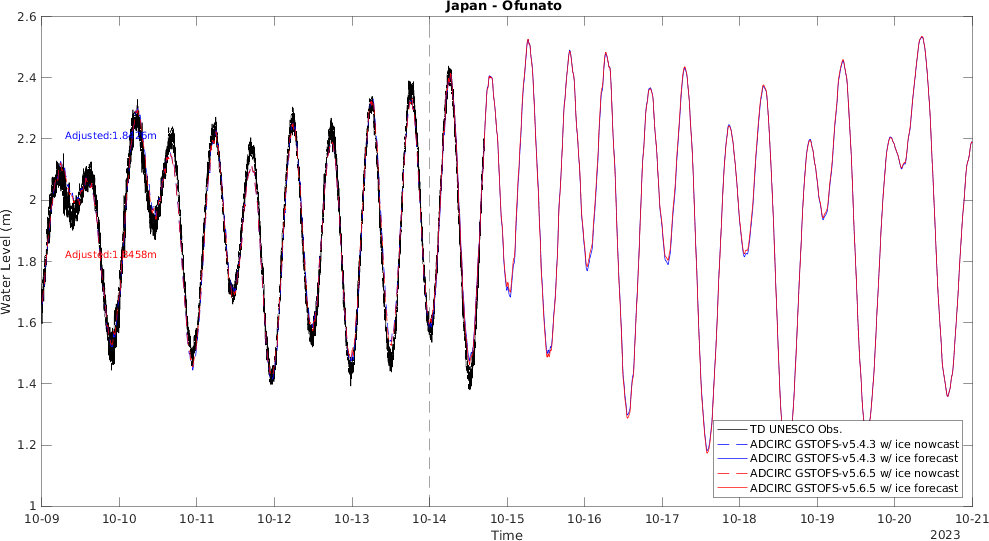 Japan - Ofunato
2.6
2.4
2.2
2
1.8
1.6
1.4
1.2
1
Water Level (m)
Adjusted:1.8458m
TD UNESCO Obs.
ADCIRC GSTOFS-v5.4.3 w/ ice nowcast
ADCIRC GSTOFS-v5.4.3 w/ ice forecast
ADCIRC GSTOFS-v5.6.5 w/ ice nowcast
ADCIRC GSTOFS-v5.6.5 w/ ice forecast
10-09 10-10 10-11 10-12 10-13 10-14 10-15 10-16 10-17 10-18 10-19 10-20 10-21
Time
2023